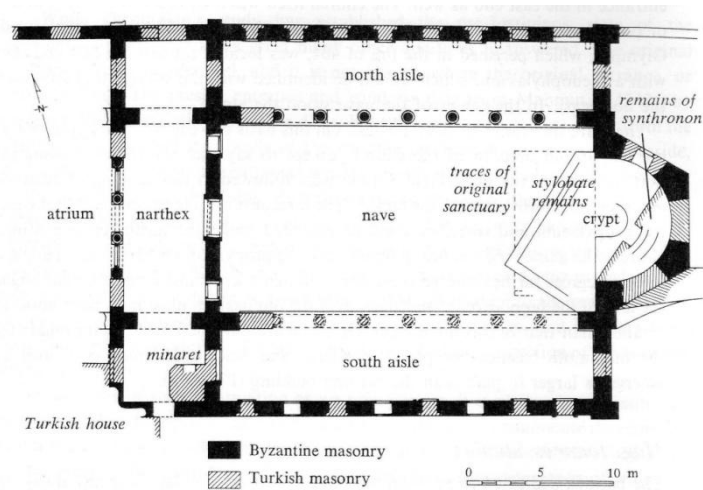 north aisle
remains of
synthronon
traces of
original
sanctuary
stylobate
remains
atrium
narthex
nave
crypt
minaret
south aisle
Turkish house
Byzantine masonry
Turkish masonry
0 5 10 m